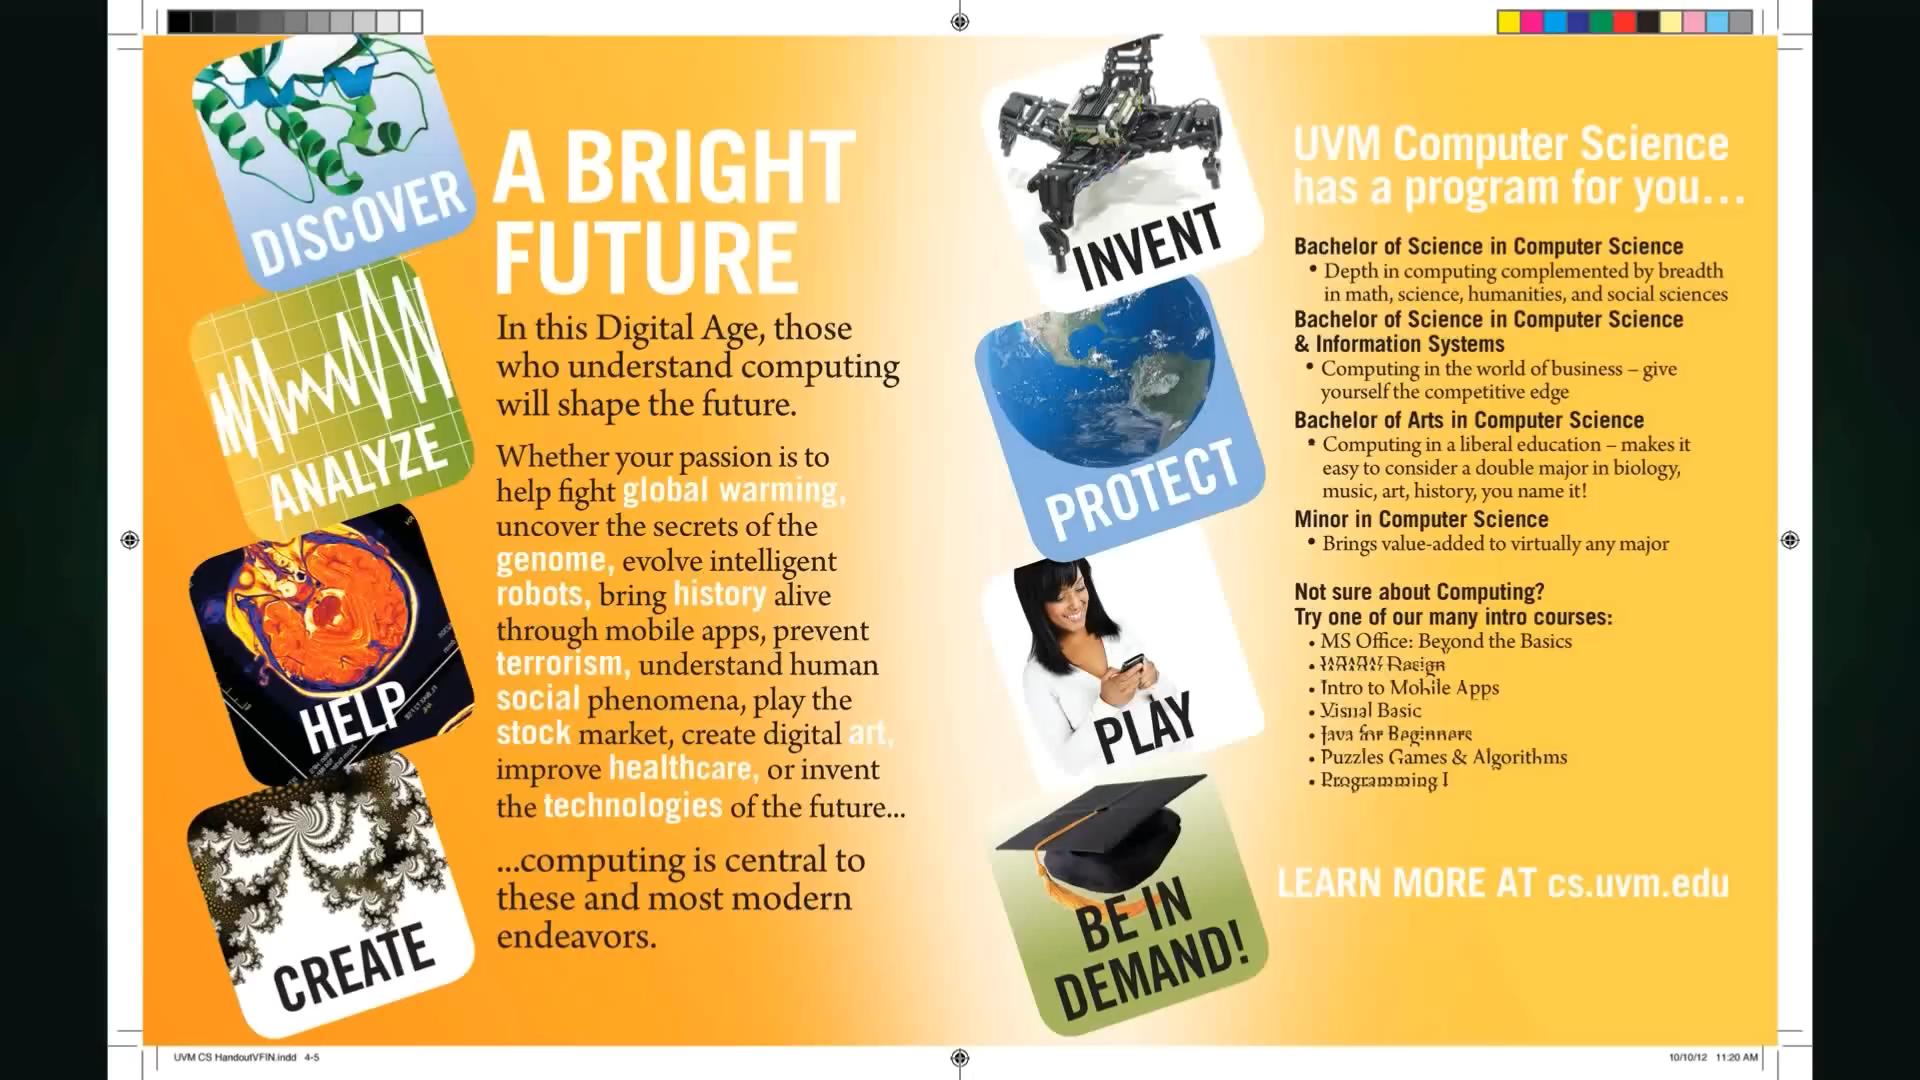 DISCOVER
ANALYZE
HELP
CREATE
A BRIGHT
FUTURE
In this Digital Age, those
who understand computing
will shape the future.
Whether your passion is to
help fight global warming,
uncover the secrets of the
genome, evolve intelligent
robots, bring history alive
through mobile apps, prevent
terrorism, understand human
social phenomena, play the
stock market, create digital art,
improve healthcare, or invent
the technologies of the future...
...computing is central to
these and most modern
endeavors.
INVENT
PROTECT
PLAY
BE IN
DEMAND!
UVM Computer Science
has a program for you...
Bachelor of Science in Computer Science
• Depth in computing complemented by breadth
in math, science, humanities, and social sciences
Bachelor of Science in Computer Science
& Information Systems
• Computing in the world of business – give
yourself the competitive edge
Bachelor of Arts in Computer Science
• Computing in a liberal education – makes it
easy to consider a double major in biology,
music, art, history, you name it!
Minor in Computer Science
• Brings value-added to virtually any major
Not sure about Computing?
Try one of our many intro courses:
• MS Office: Beyond the Basics
• WWW Design
• Intro to Mobile Apps
• Visual Basic
• Java for Beginners
• Puzzles Games & Algorithms
• Programming I
LEARN MORE AT cs.uvm.edu
UVM CS HandoutVFIN.indd 4-5
10/10/12 11:20 AM